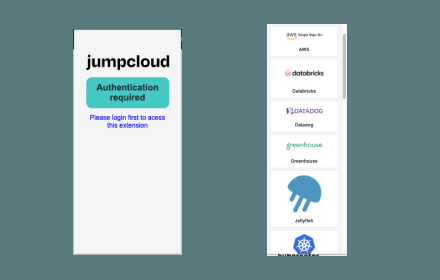 jumpcloud
Authentication
required
Please login first to acess
this extension
aws Single Sign-On
AWS
databricks
Databricks
DATADOG
Datadog
greenhouse
Greenhouse
Jellyfish